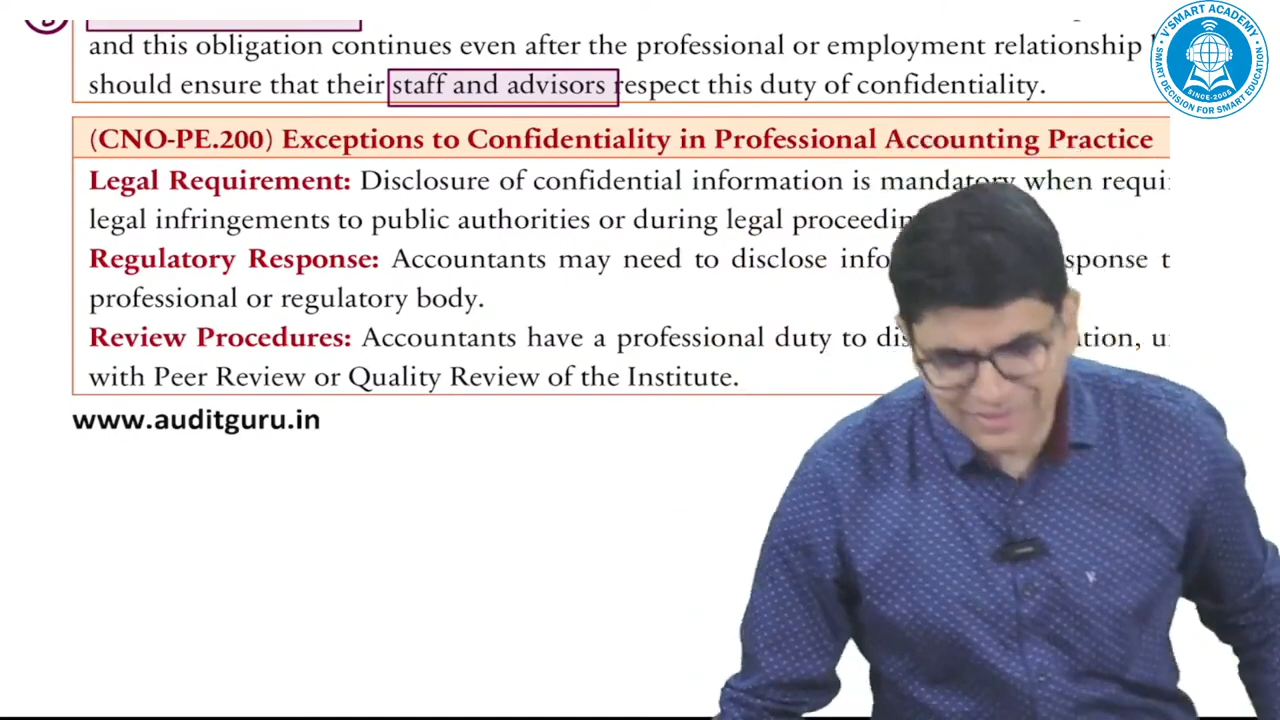 and this obligation continues even after the professional or employment relationship
should ensure that their staff and advisors respect this duty of confidentiality.
(CNO-PE.200) Exceptions to Confidentiality in Professional Accounting Practice
Legal Requirement: Disclosure of confidential information is mandatory when
legal infringements to public authorities or during legal
Regulatory Response: Accountants may need to disclose
professional or regulatory body.
Review Procedures: Accountants have a professional duty to
with Peer Review or Quality Review of the Institute.
www.auditguru.in
V'SMART ACADEMY
SMART DECISION FOR SMART EDUCATION
SINCE-2005